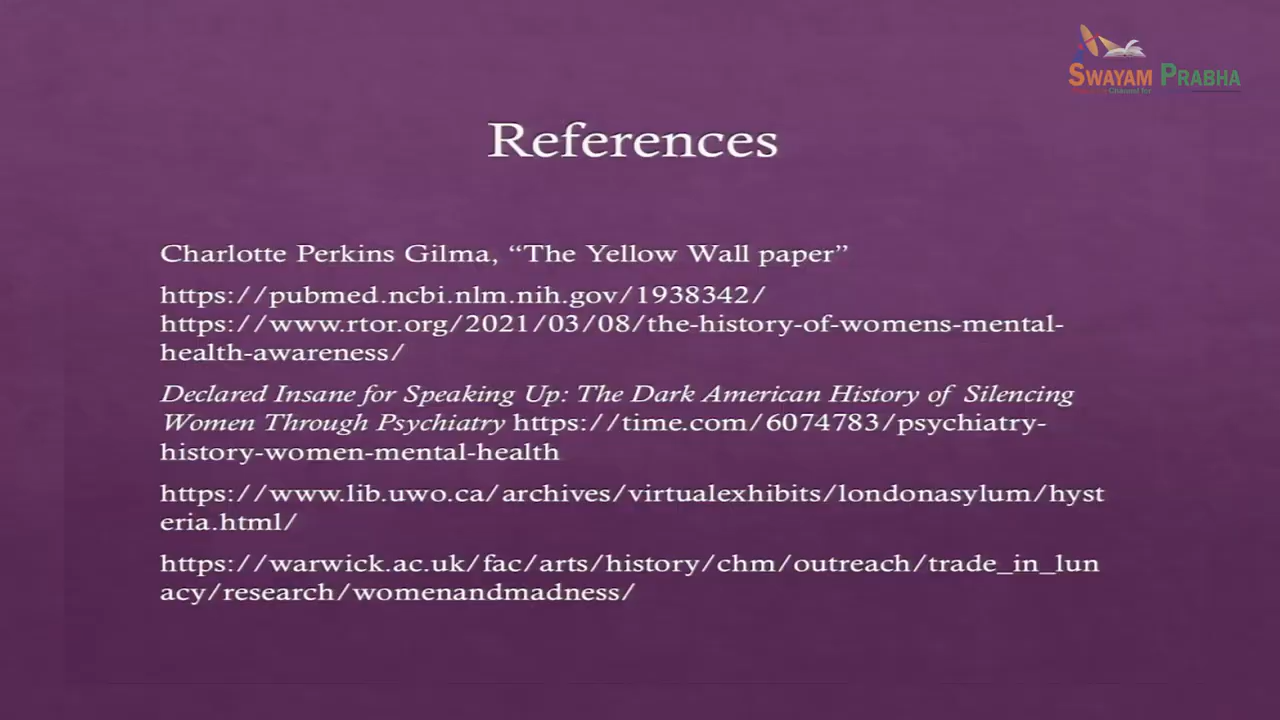 SWAYAM PRABHA
References
Charlotte Perkins Gilma, “The Yellow Wall paper”
https://pubmed.ncbi.nlm.nih.gov/1938342/
https://www.rtor.org/2021/03/08/the-history-of-womens-mental-
health-awareness/
Declared Insane for Speaking Up: The Dark American History of Silencing
Women Through Psychiatry https://time.com/6074783/psychiatry-
history-women-mental-health
https://www.lib.uwo.ca/archives/virtualexhibits/londonasylum/hyst
eria.html/
https://warwick.ac.uk/fac/arts/history/chm/outreach/trade_in_lun
acy/research/womenandmadness/